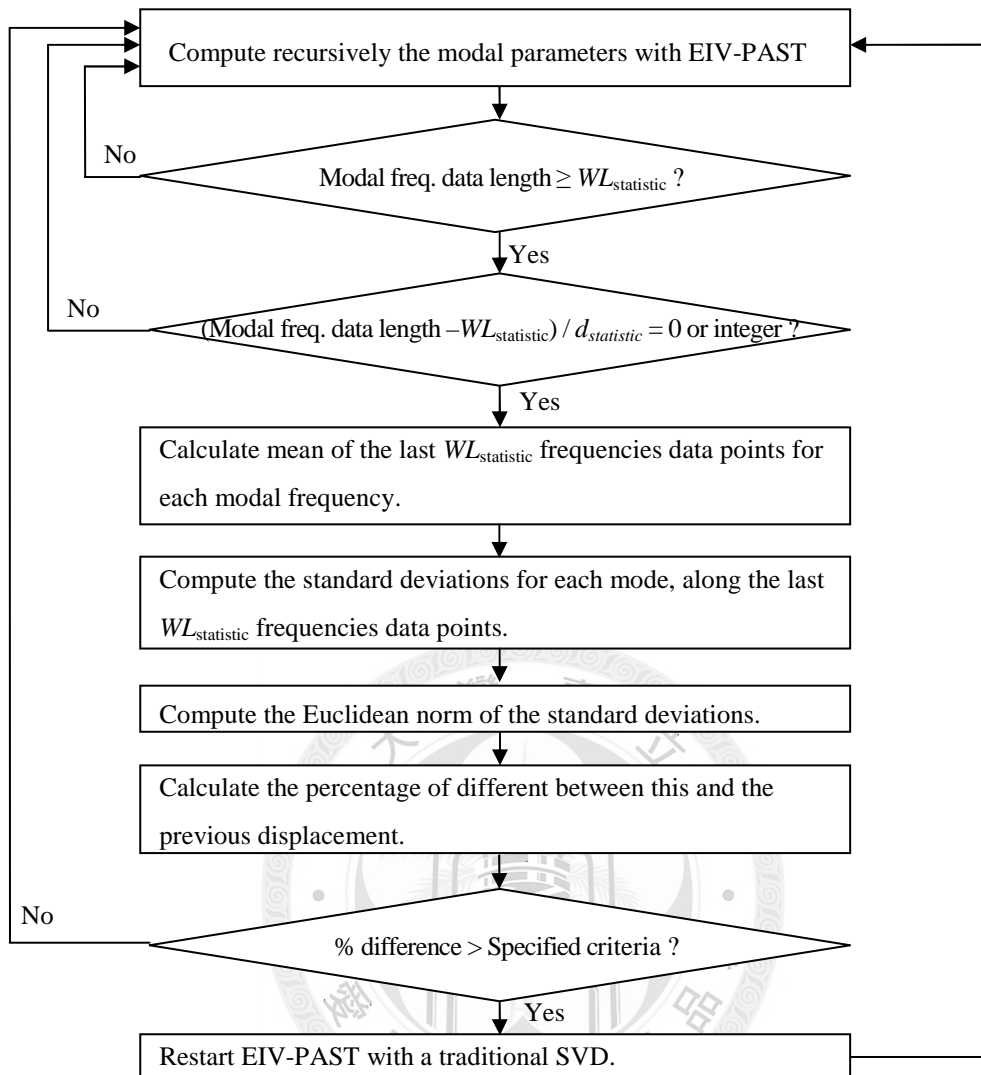 Compute recursively the modal parameters with EIV-PAST
No
Modal freq. data length ≥ WLstatistic ?
Yes
No
(Modal freq. data length –WLstatistic) / dstatistic = 0 or integer ?
Yes
Calculate mean of the last WLstatistic frequencies data points for
each modal frequency.
Compute the standard deviations for each mode, along the last
WLstatistic frequencies data points.
Compute the Euclidean norm of the standard deviations.
大
立
Calculate the percentage of different between this and the
previous displacement.
No
% difference > Specified criteria ?
Yes
愛
品
Restart EIV-PAST with a traditional SVD.